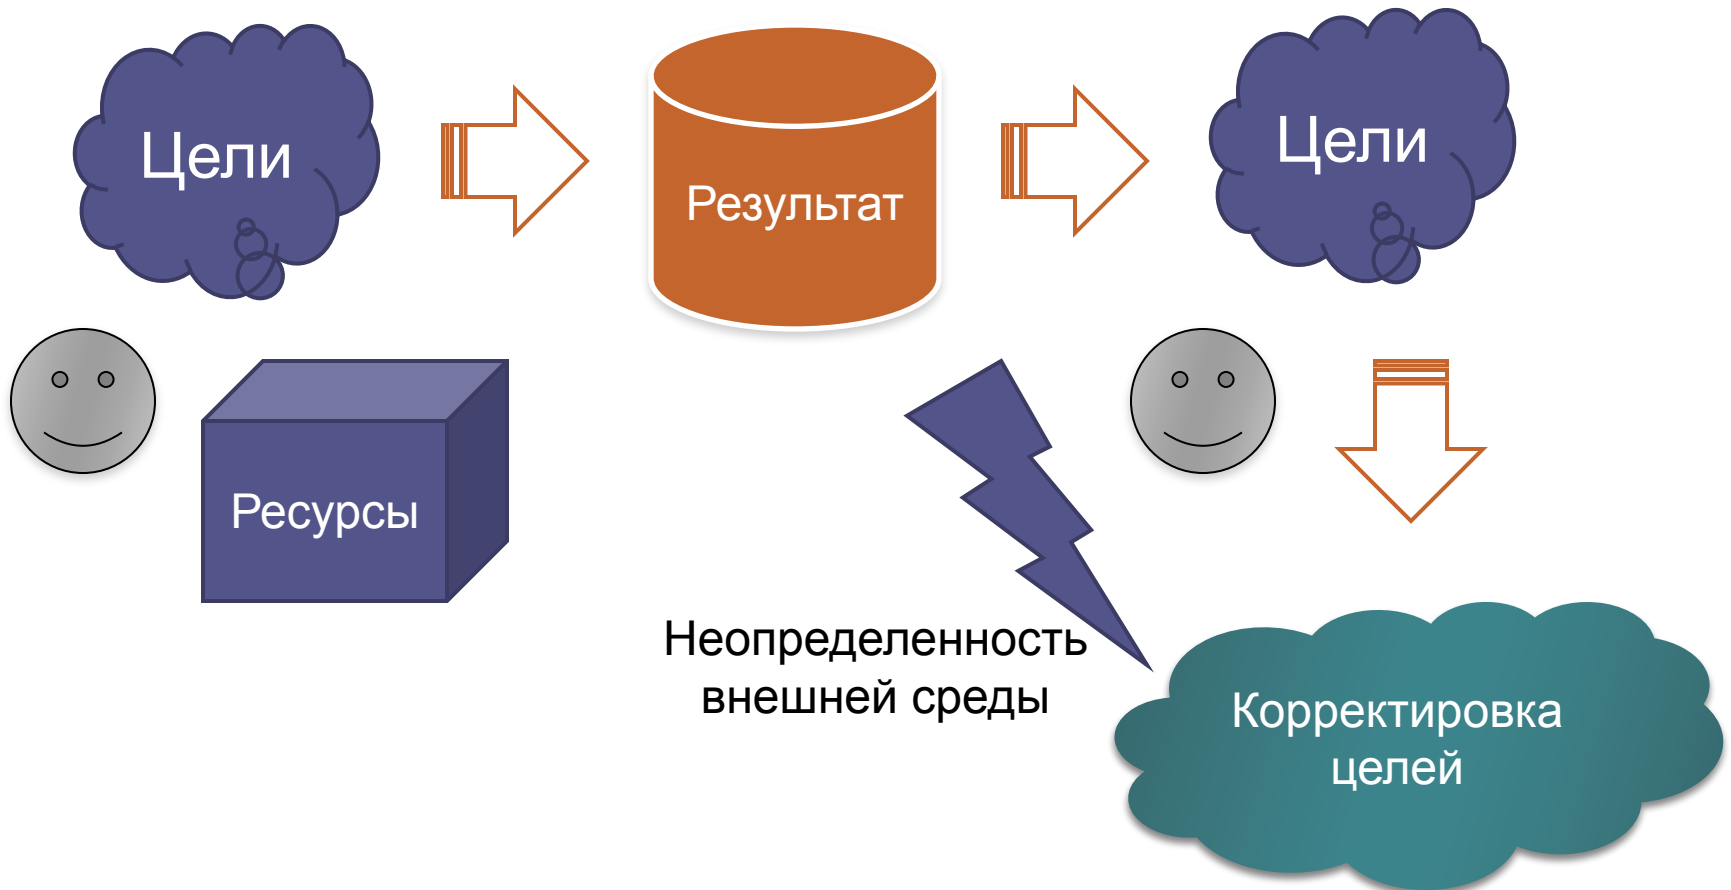 Цели
Результат
Цели
Ресурсы
Неопределенность
внешней среды
Корректировка
целей